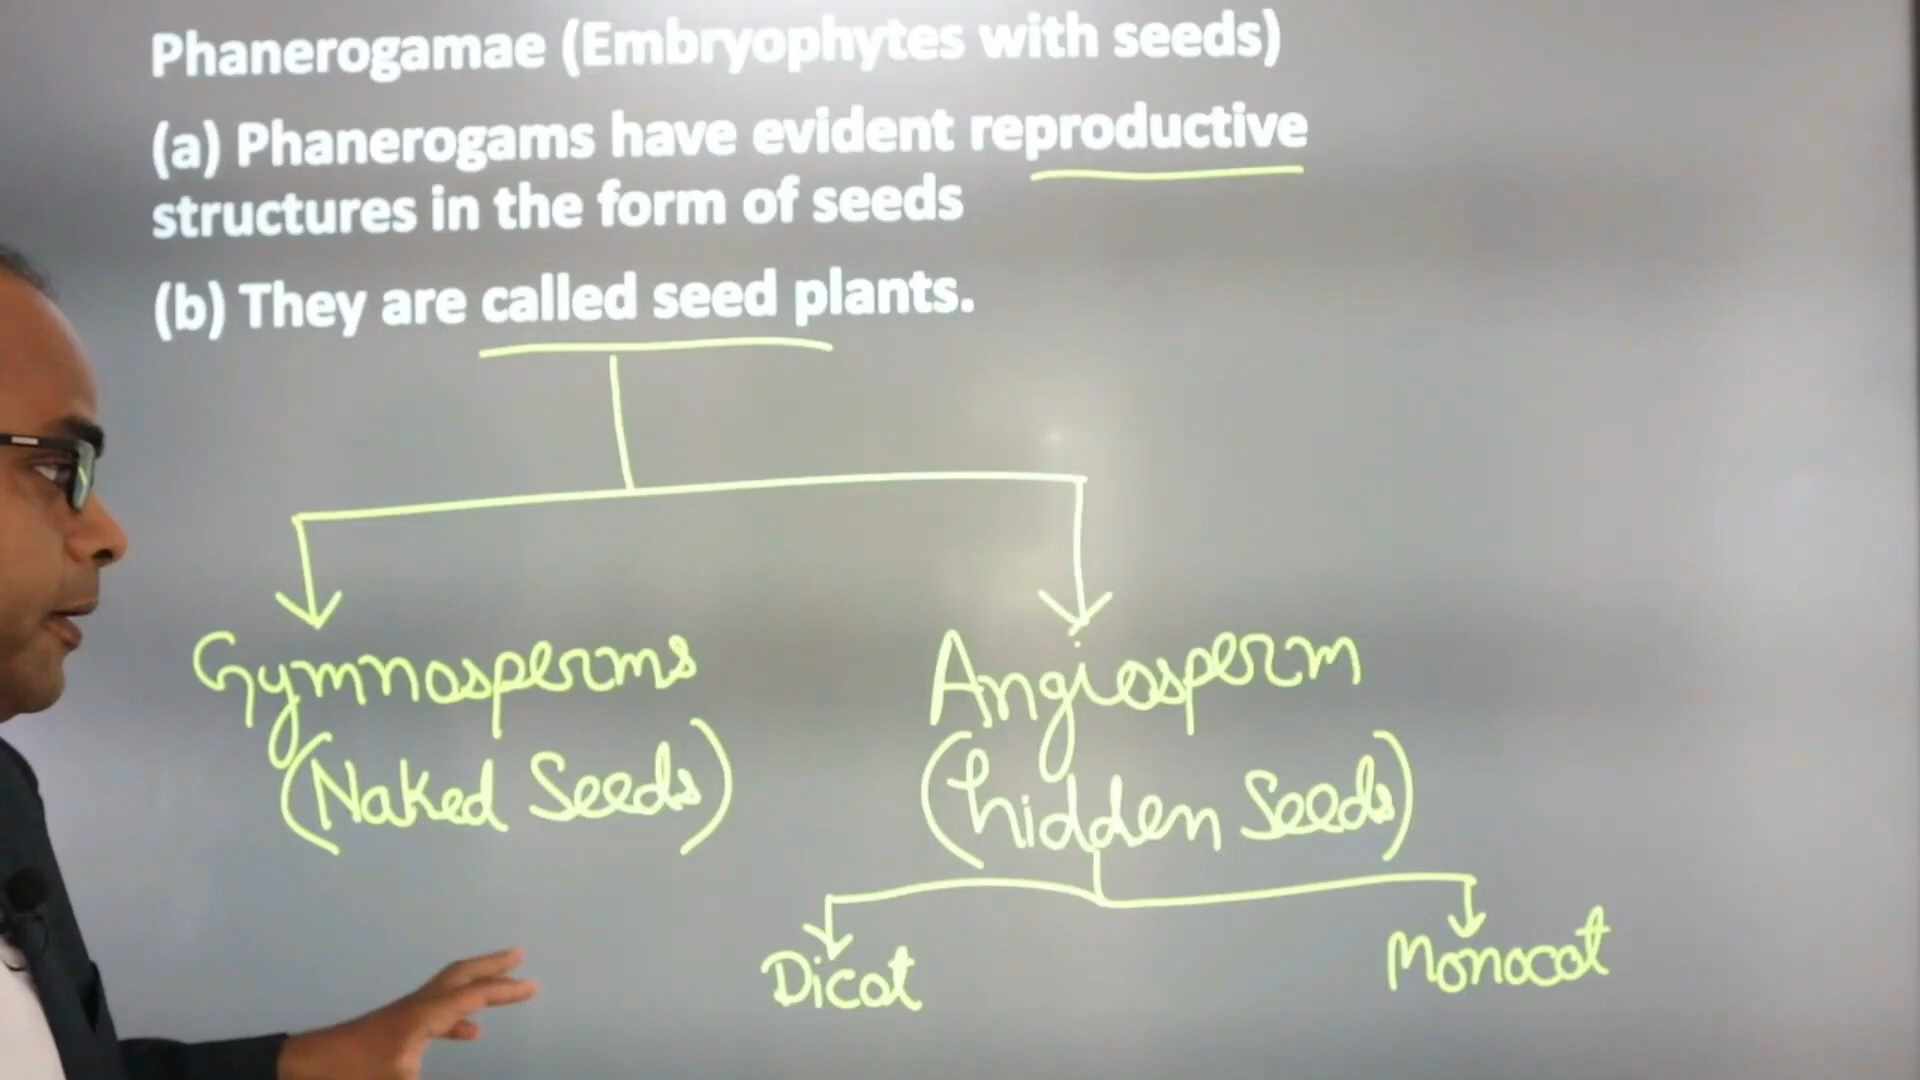 Phanerogamae (Embryophytes with seeds)
(a) Phanerogams have evident reproductive
structures in the form of seeds
(b) They are called seed plants.
Gymnosperms
Angiosperm
(Naked Seeds)
(hidden Seeds)
Dicot
Monocot